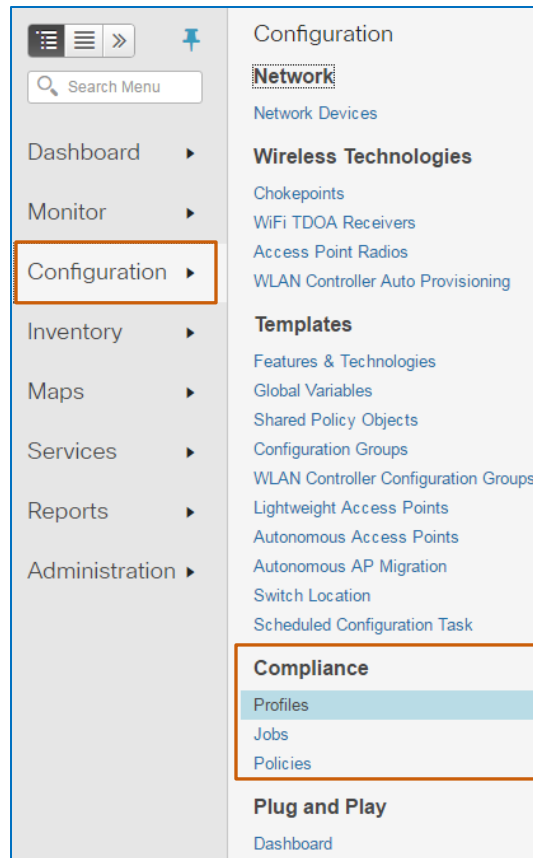 Search Menu
Dashboard
Monitor
Configuration
Inventory
Maps
Services
Reports
Administration
Configuration
Network
Network Devices
Wireless Technologies
Chokepoints
WiFi TDOA Receivers
Access Point Radios
WLAN Controller Auto Provisioning
Templates
Features & Technologies
Global Variables
Shared Policy Objects
Configuration Groups
WLAN Controller Configuration Groups
Lightweight Access Points
Autonomous Access Points
Autonomous AP Migration
Switch Location
Scheduled Configuration Task
Compliance
Profiles
Jobs
Policies
Plug and Play
Dashboard